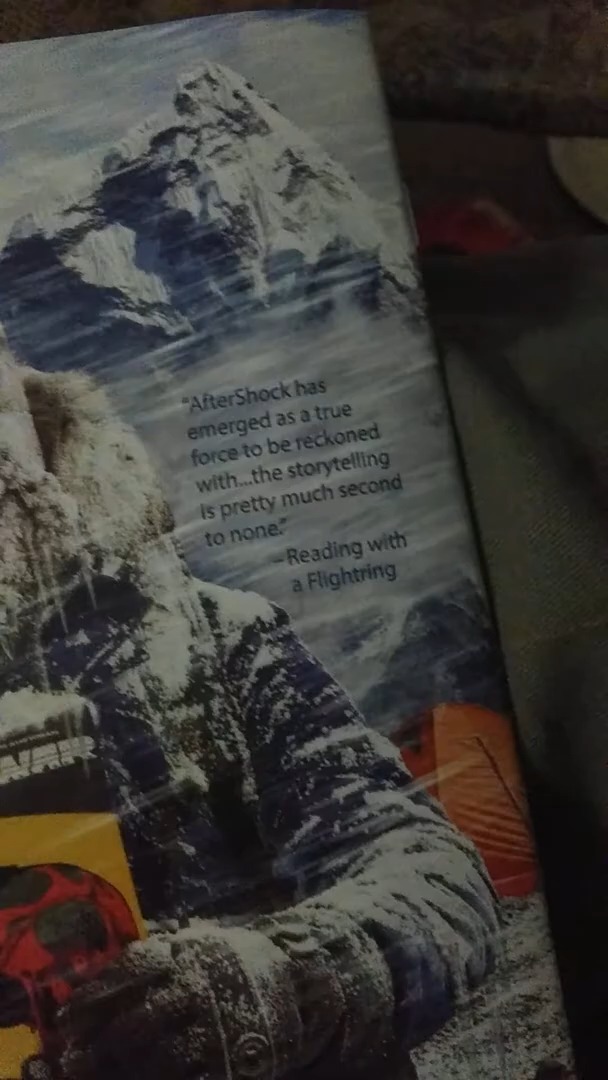 "AfterShock has
emerged as a true
force to be reckoned
with...the storytelling
is pretty much second
to none."
–Reading with
a Flightring